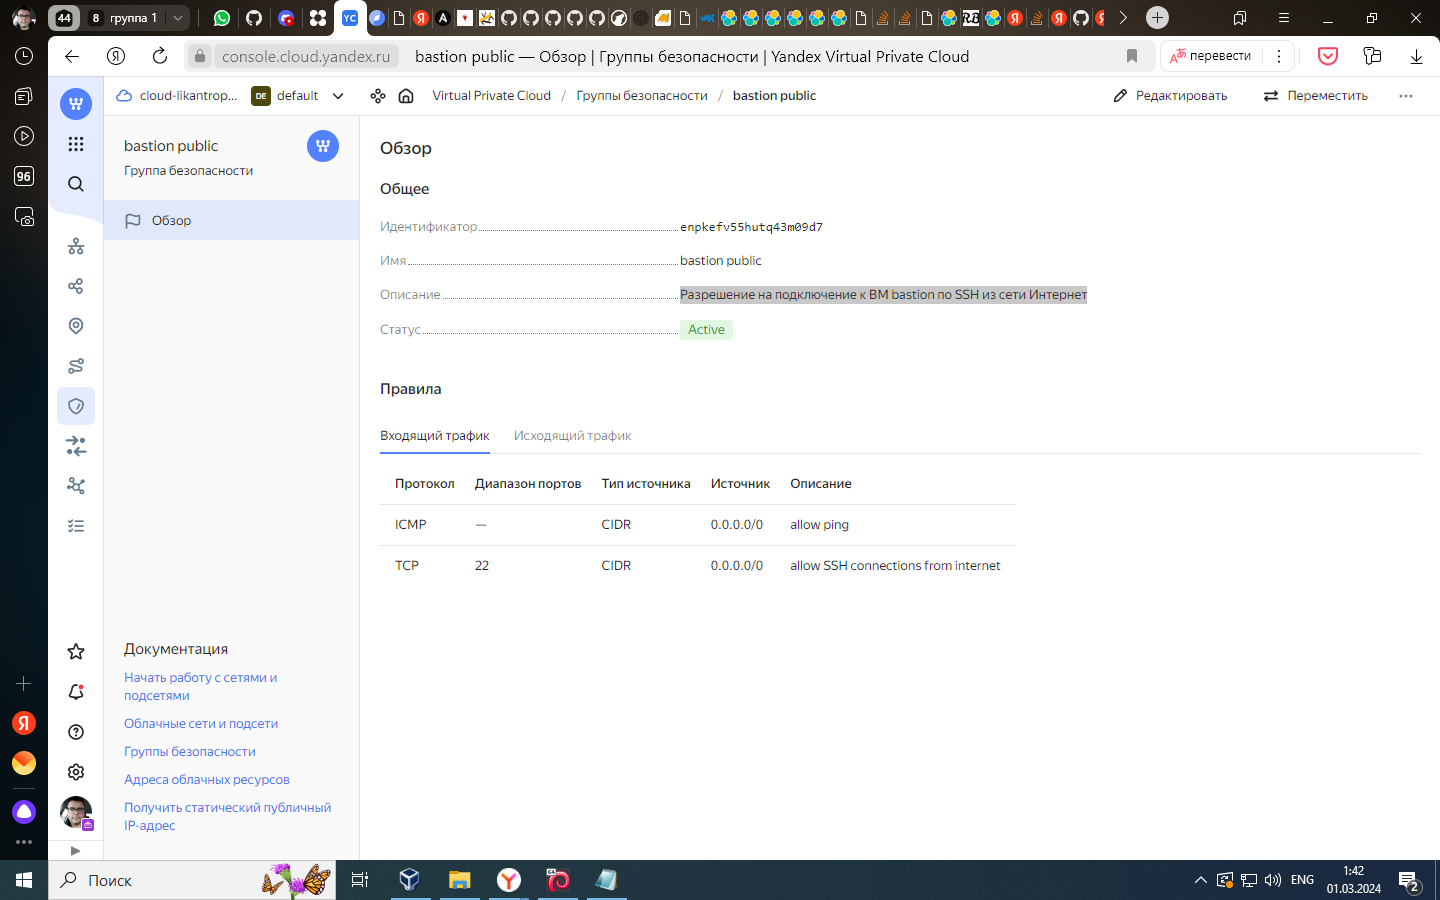 44
8 группа 1
YC
console.cloud.yandex.ru
bastion public — Обзор | Группы безопасности | Yandex Virtual Private Cloud
перевести
96
cloud-likantrop...
DE default
Virtual Private Cloud / Группы безопасности / bastion public
Редактировать
Переместить
bastion public
Группа безопасности
Обзор
Обзор
Общее
Идентификатор enpkefv55hutq43m09d7
Имя bastion public
Описание Разрешение на подключение к ВМ bastion по SSH из сети Интернет
Статус Active
Правила
Входящий трафик Исходящий трафик
Протокол Диапазон портов Тип источника Источник Описание
ICMP — CIDR 0.0.0.0/0 allow ping
TCP 22 CIDR 0.0.0.0/0 allow SSH connections from internet
Документация
Начать работу с сетями и
подсетями
Облачные сети и подсети
Группы безопасности
Адреса облачных ресурсов
Получить статический публичный
IP-адрес
Поиск
ENG
1:42
01.03.2024
2